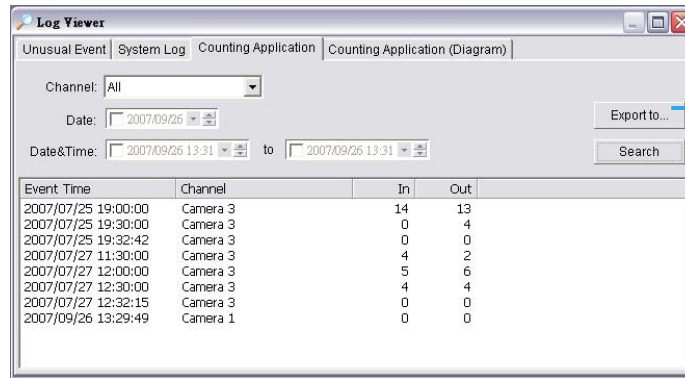 Log Viewer
Unusual Event System Log Counting Application Counting Application (Diagram)
Channel: All
Date: 2007/09/26
Export to...
Date&Time: 2007/09/26 13:31 to 2007/09/26 13:31
Search
Event Time Channel In Out
2007/07/25 19:00:00 Camera 3 14 13
2007/07/25 19:30:00 Camera 3 0 4
2007/07/25 19:32:42 Camera 3 0 0
2007/07/27 11:30:00 Camera 3 4 2
2007/07/27 12:00:00 Camera 3 5 6
2007/07/27 12:30:00 Camera 3 4 4
2007/07/27 12:32:15 Camera 3 0 0
2007/09/26 13:29:49 Camera 1 0 0